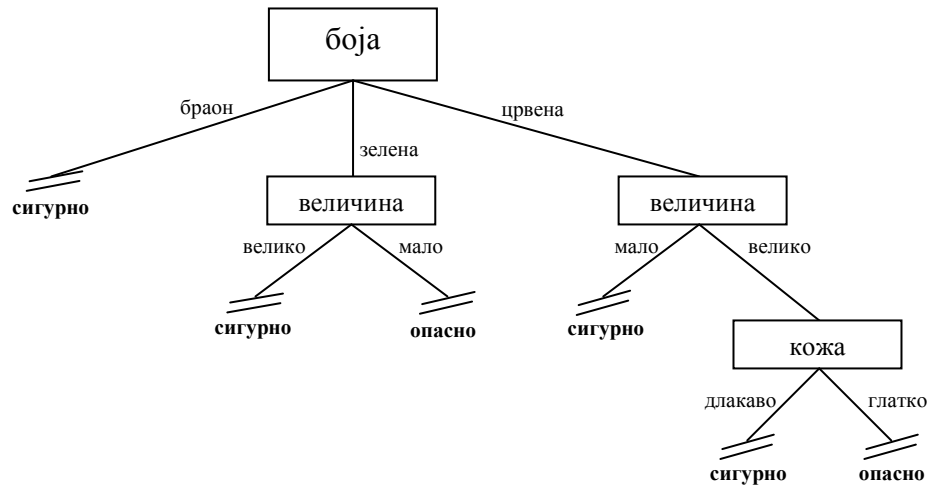 боја
браон
зелена
црвена
сигурно
величина
величина
велико
мало
мало
велико
сигурно
опасно
сигурно
кожа
длакаво
глатко
сигурно
опасно